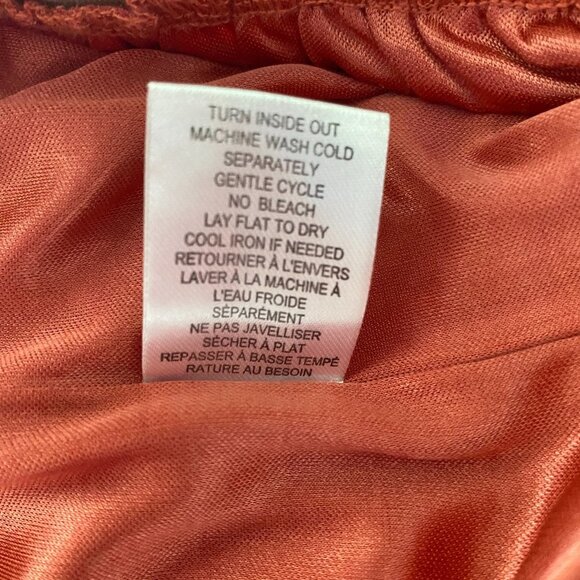 TURN INSIDE OUT
MACHINE WASH COLD
SEPARATELY
GENTLE CYCLE
NO BLEACH
LAY FLAT TO DRY
COOL IRON IF NEEDED
RETOURNER À L'ENVERS
LAVER À LA MACHINE À
L'EAU FROIDE
SÉPARÉMENT
NE PAS JAVELLISER
SÉCHER À PLAT
REPASSER À BASSE TEMPÉ
RATURE AU BESOIN